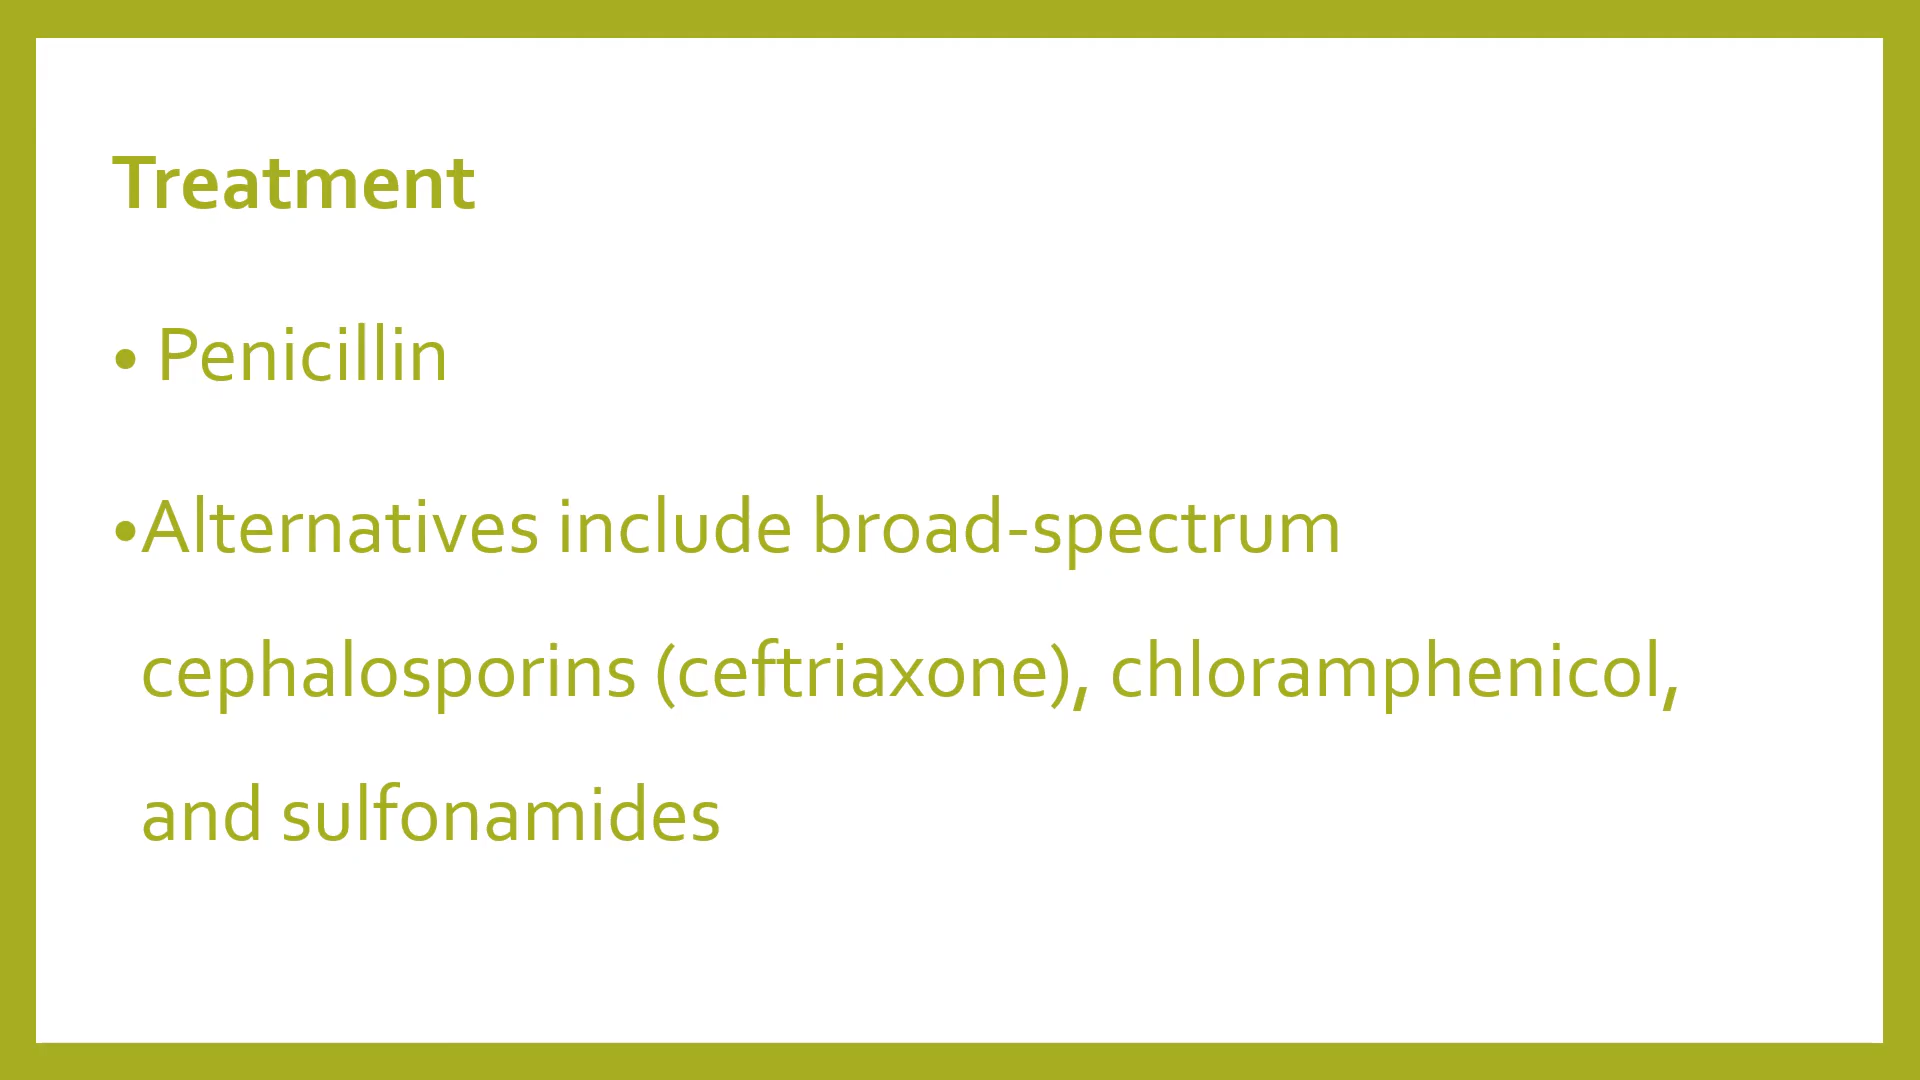 Treatment
• Penicillin
•Alternatives include broad-spectrum
cephalosporins (ceftriaxone), chloramphenicol,
and sulfonamides